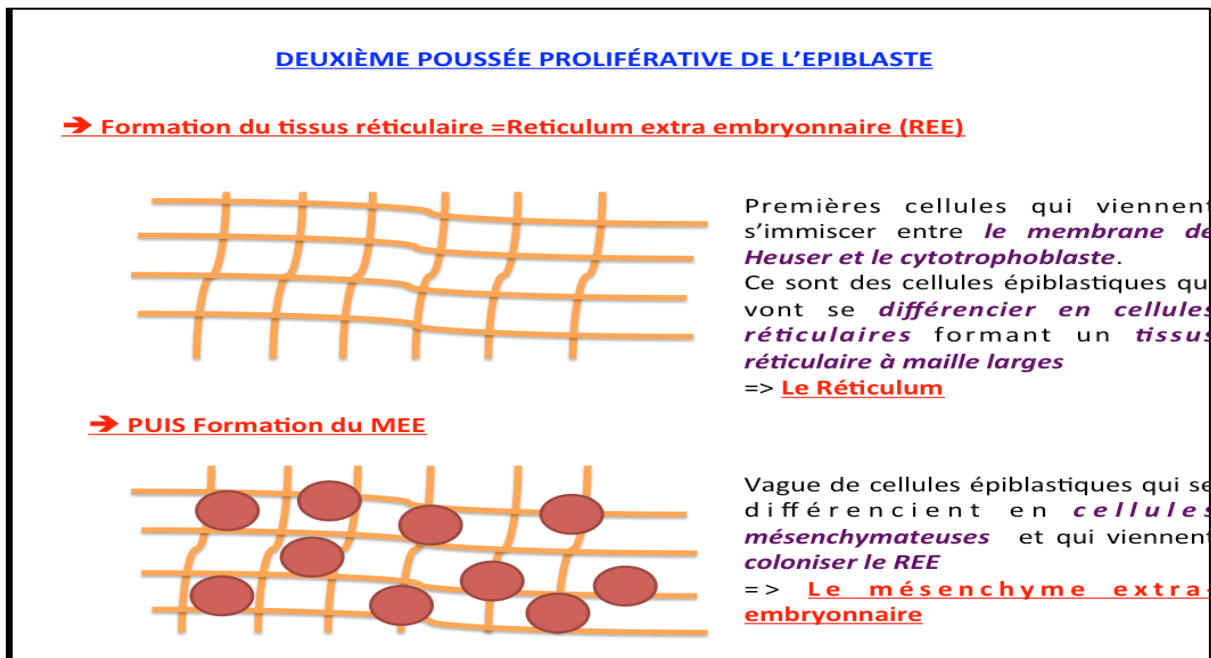 DEUXIÈME POUSSÉE PROLIFÉRATIVE DE L’EPIBLASTE
➔ Formation du tissus réticulaire =Reticulum extra embryonnaire (REE)
Premières cellules qui viennent
s’immiscer entre le membrane de
Heuser et le cytotrophoblaste.
Ce sont des cellules épiblastiques qui
vont se différencier en cellules
réticulaires formant un tissus
réticulaire à maille larges
=> Le Réticulum
➔ PUIS Formation du MEE
Vague de cellules épiblastiques qui se
différencient en cellules
mésenchymateuses et qui viennent
coloniser le REE
=> Le mésenchyme extra-
embryonnaire